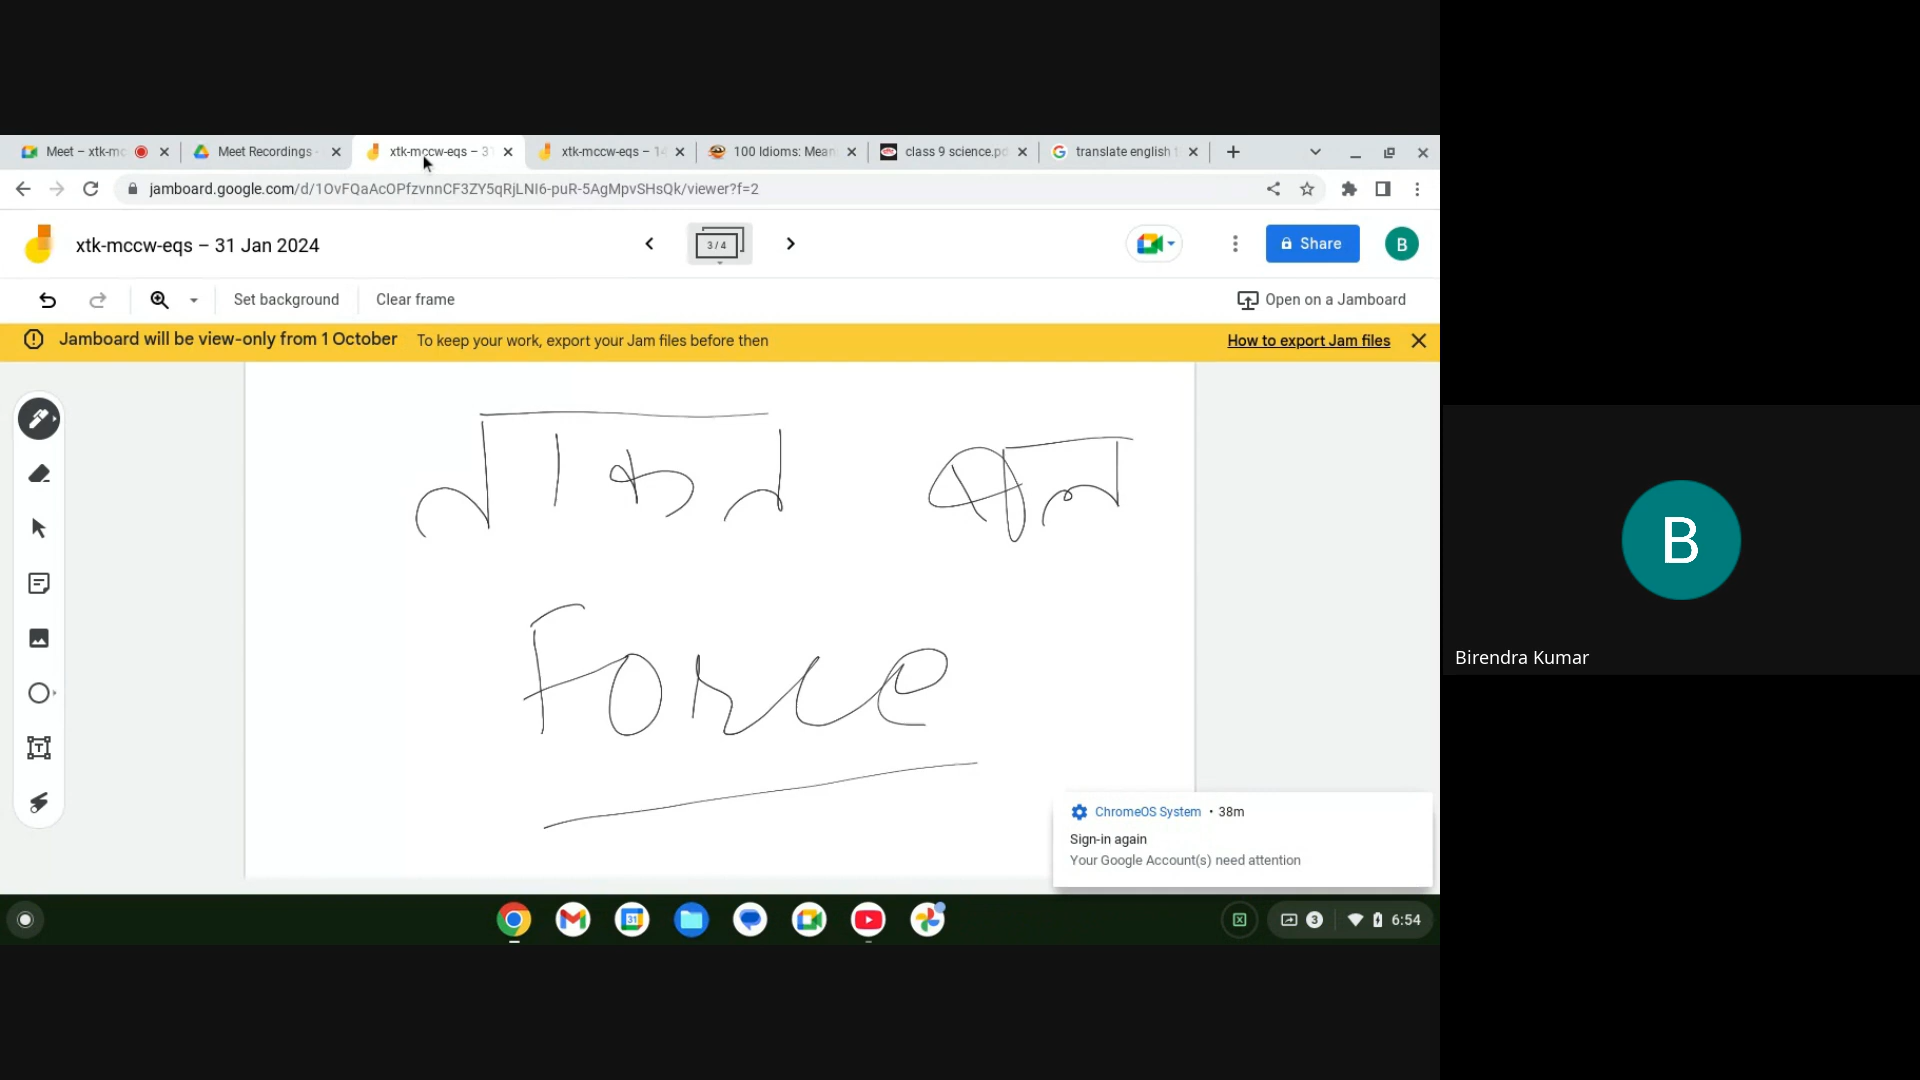 Meet – xtk-mc
Meet Recordings -
xtk-mccw-eqs – 31
xtk-mccw-eqs – 14
100 Idioms: Mean
class 9 science.pd
translate english t
jamboard.google.com/d/1OvFQaAcOPfzvnnCF3ZY5qRjLNI6-puR-5AgMpvSHsQk/viewer?f=2
xtk-mccw-eqs – 31 Jan 2024
3 / 4
Share
B
Set background
Clear frame
Open on a Jamboard
Jamboard will be view-only from 1 October To keep your work, export your Jam files before then How to export Jam files
Force
ChromeOS System • 38m
Sign-in again
Your Google Account(s) need attention
31
3
6:54
B
Birendra Kumar